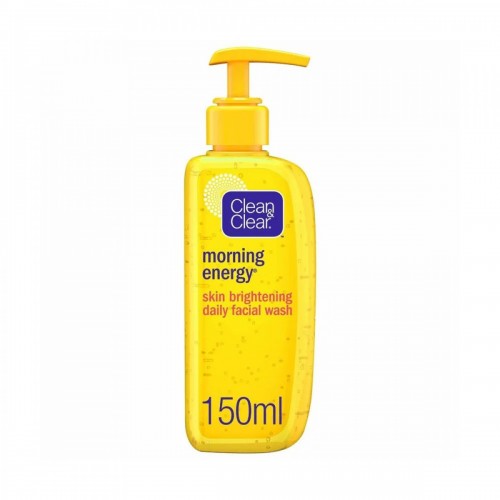 Clean
&
Clear.
morning
energy®
skin brightening
daily facial wash
150ml